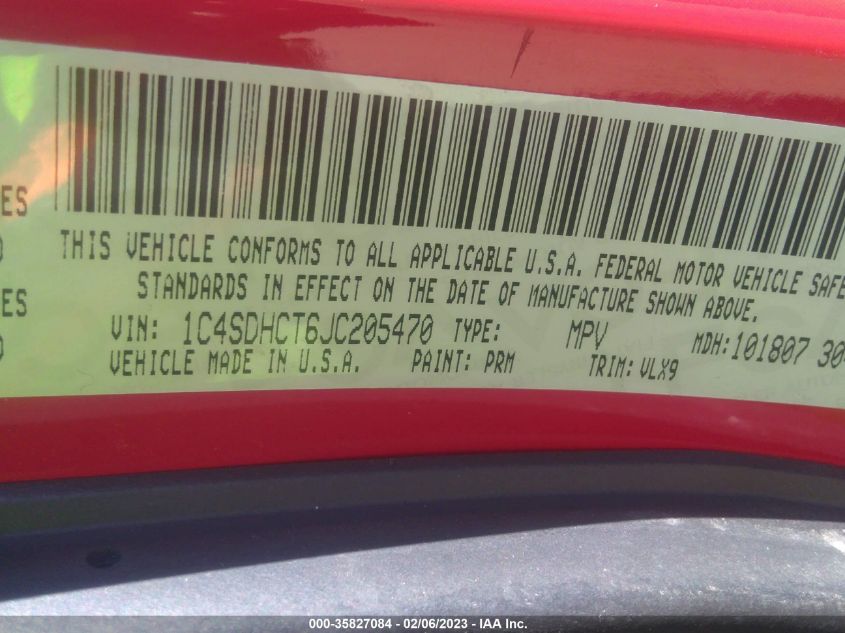 ES
THIS VEHICLE CONFORMS TO ALL APPLICABLE U.S.A. FEDERAL MOTOR VEHICLE SAFE
STANDARDS IN EFFECT ON THE DATE OF MANUFACTURE SHOWN ABOVE.
ES
VIN: 1C4SDHCT6JC205470 TYPE: MPV MDH:101807 30
VEHICLE MADE IN U.S.A. PAINT: PRM TRIM: VLX9
000-35827084 - 02/06/2023 - IAA Inc.